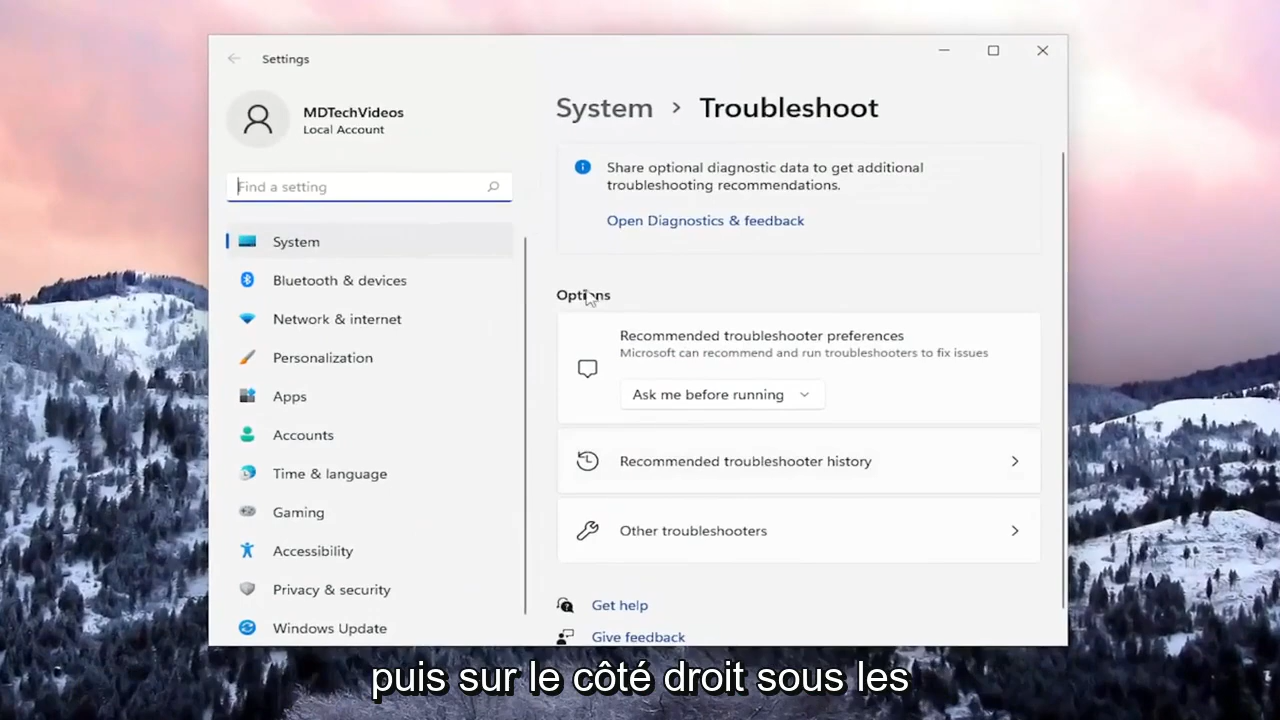 Settings
MDTechVideos
Local Account
Find a setting
System
Bluetooth & devices
Network & internet
Personalization
Apps
Accounts
Time & language
Gaming
Accessibility
Privacy & security
Windows Update
System > Troubleshoot
Share optional diagnostic data to get additional
troubleshooting recommendations.
Open Diagnostics & feedback
Options
Recommended troubleshooter preferences
Microsoft can recommend and run troubleshooters to fix issues
Ask me before running
Recommended troubleshooter history
Other troubleshooters
Get help
Give feedback
puis sur le côté droit sous les